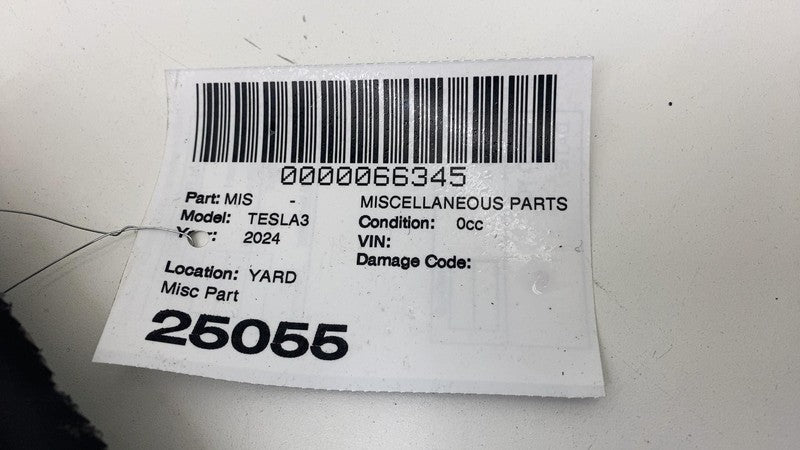 0000066345
Part: MIS - MISCELLANEOUS PARTS
Model: TESLA3 Condition: 0cc
2024 VIN:
Damage Code:
Location: YARD
Misc Part
25055